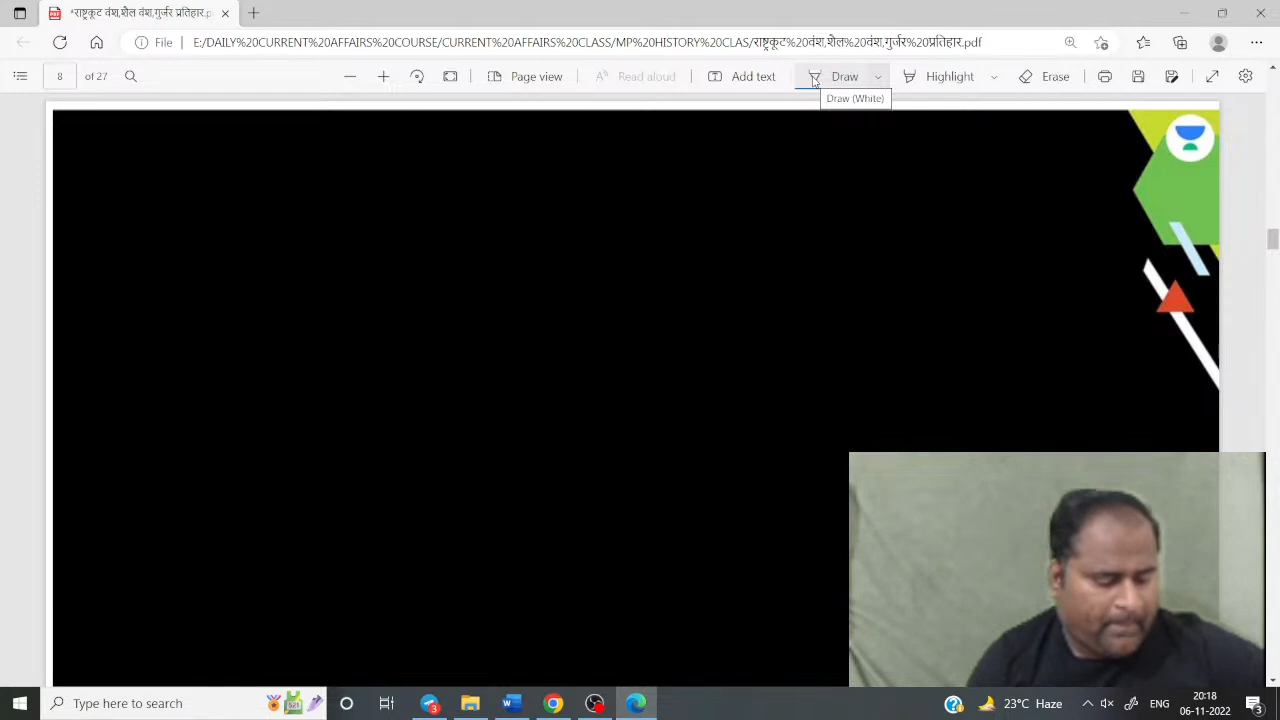 *राष्ट्रकूट वंश,शैल वंश,गुर्जर प्रतिहार.p
File E:/DAILY%20CURRENT%20AFFAIRS%20COURSE/CURRENT%20AFFAIRS%20CLASS/MP%20HISTORY%20CLAS/राष्ट्रकूट%20वंश,शैल%20वंश,गुर्जर%20प्रतिहार.pdf
8 of 27 Page view Read aloud Add text Draw Highlight Erase
Draw (White)
Type here to search 3 23°C Haze ENG 20:18
06-11-2022 3